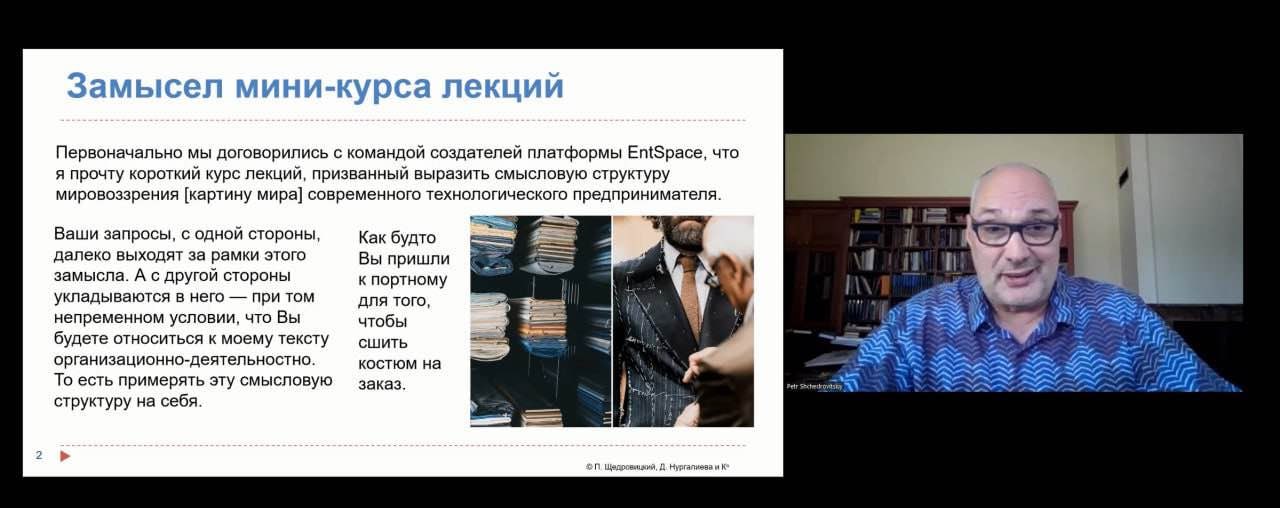 Замысел мини-курса лекций
Первоначально мы договорились с командой создателей платформы EntSpace, что
я прочту короткий курс лекций, призванный выразить смысловую структуру
мировоззрения [картину мира] современного технологического предпринимателя.
Ваши запросы, с одной стороны,
далеко выходят за рамки этого
замысла. А с другой стороны
укладываются в него — при том
непременном условии, что Вы
будете относиться к моему тексту
организационно-деятельностно.
То есть примерять эту смысловую
структуру на себя.
Как будто
Вы пришли
к портному
для того,
чтобы
сшить
костюм на
заказ.
2
© П. Щедровицкий, Д. Нургалиева и Кº
Petr Shchedrovitsky